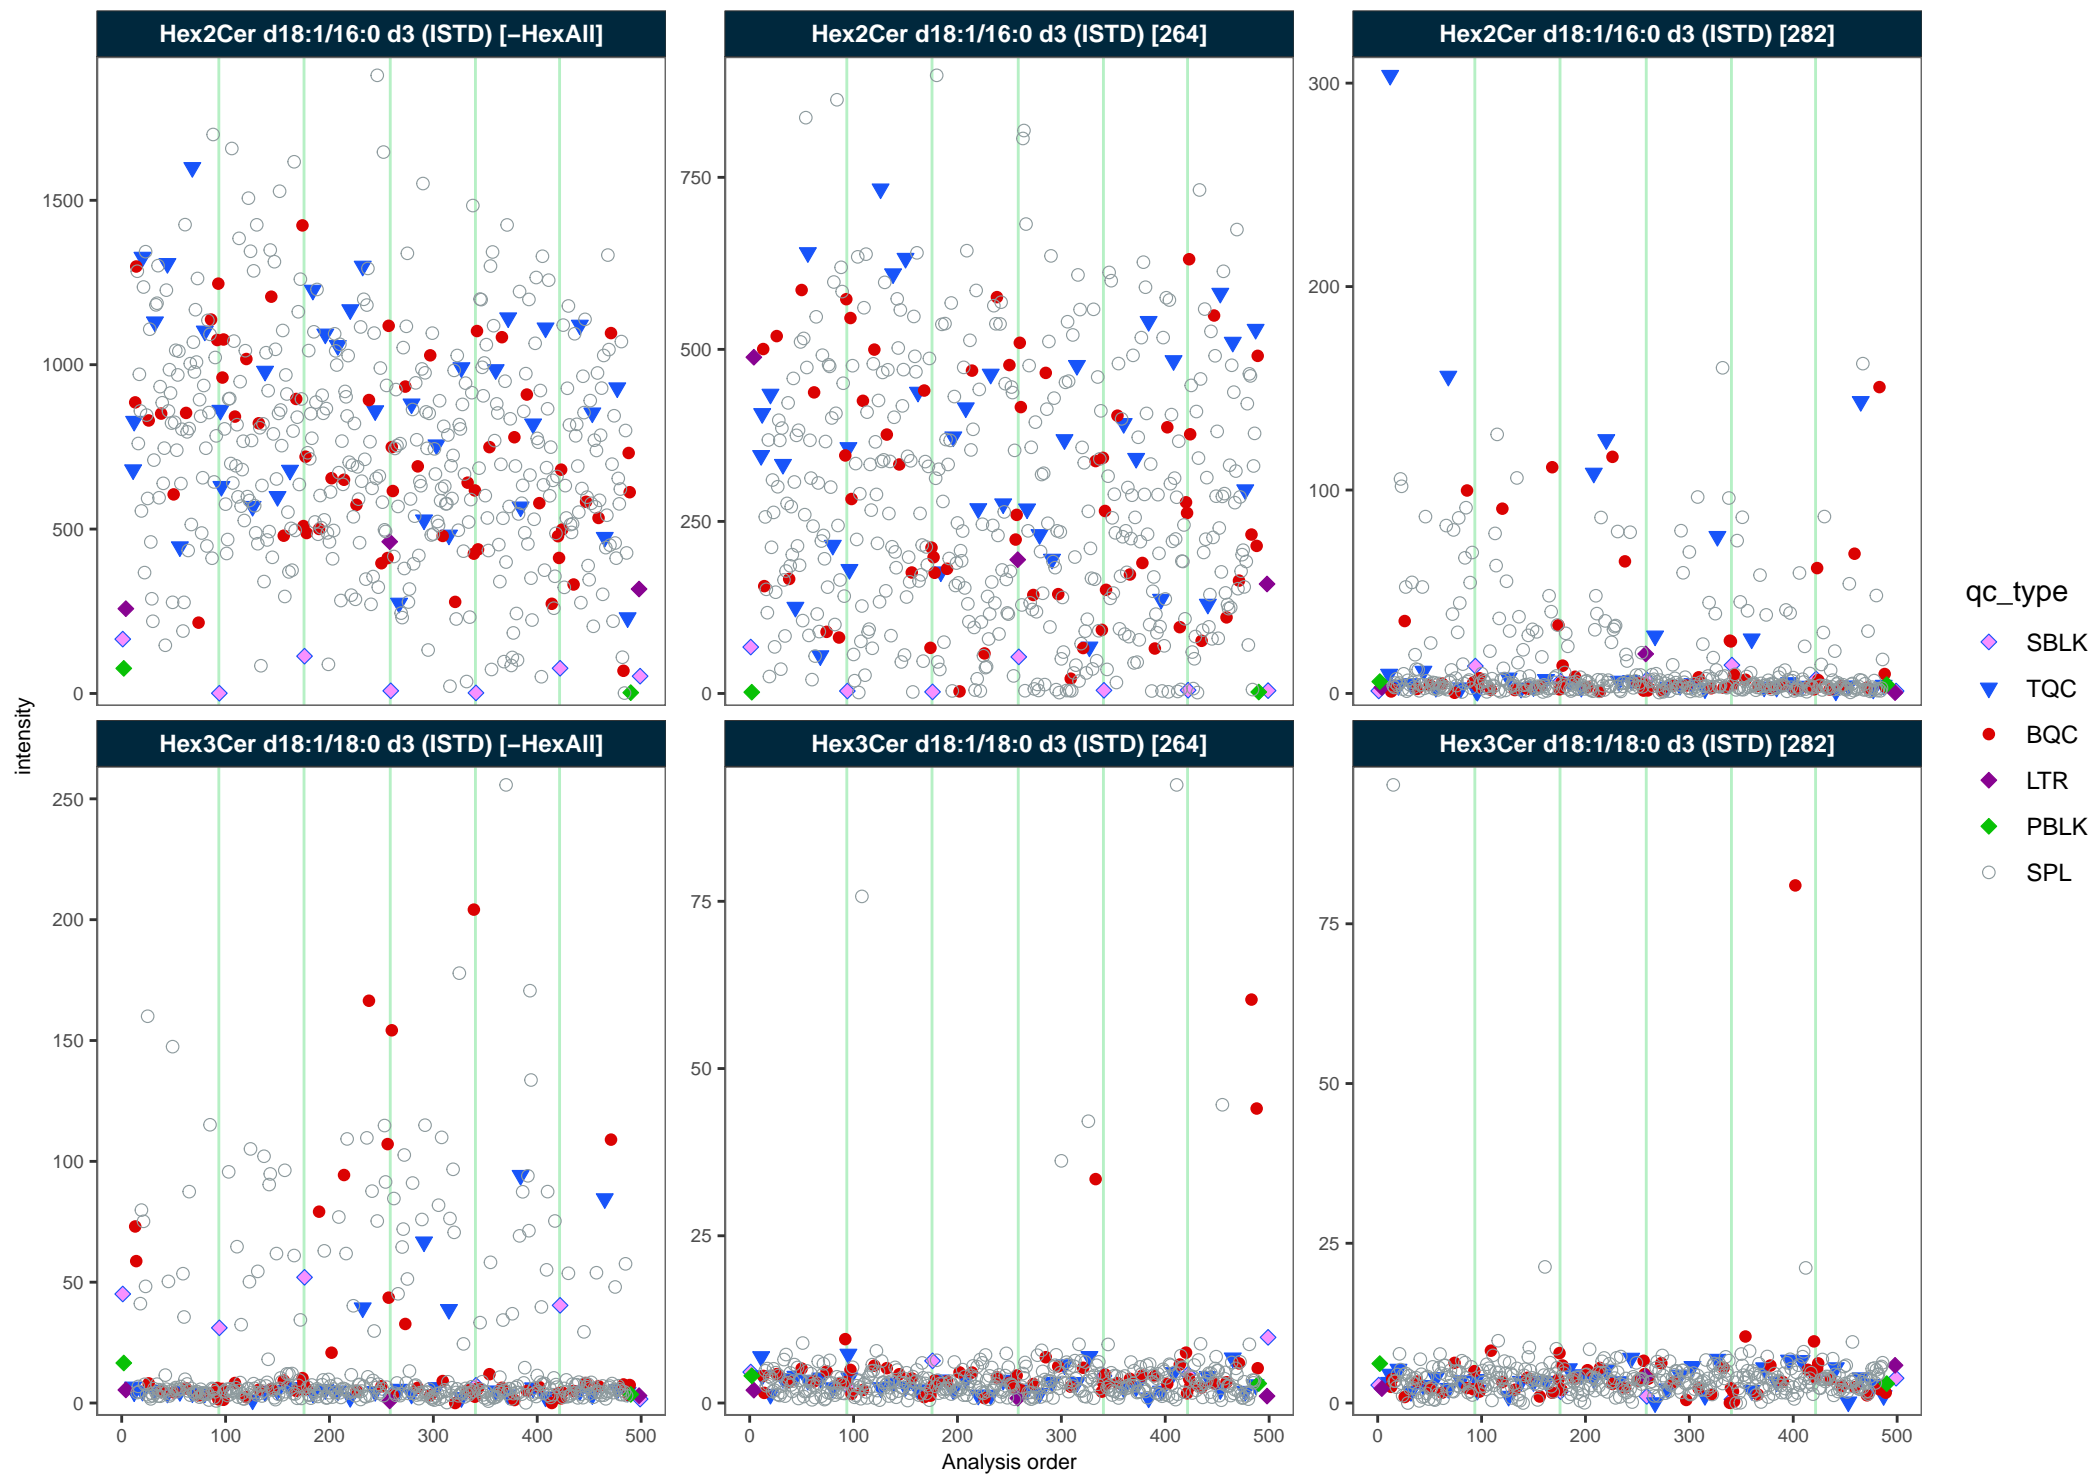 Hex2Cer d18:1/16:0 d3 (ISTD) [−HexAll]
Hex2Cer d18:1/16:0 d3 (ISTD) [264]
Hex2Cer d18:1/16:0 d3 (ISTD) [282]
1500
1000
500
0
750
500
250
0
300
200
100
0
Hex3Cer d18:1/18:0 d3 (ISTD) [−HexAll]
Hex3Cer d18:1/18:0 d3 (ISTD) [264]
Hex3Cer d18:1/18:0 d3 (ISTD) [282]
250
200
150
100
50
0
75
50
25
0
75
50
25
0
0 100 200 300 400 500
0 100 200 300 400 500
0 100 200 300 400 500
Analysis order
intensity
qc_type
SBLK
TQC
BQC
LTR
PBLK
SPL